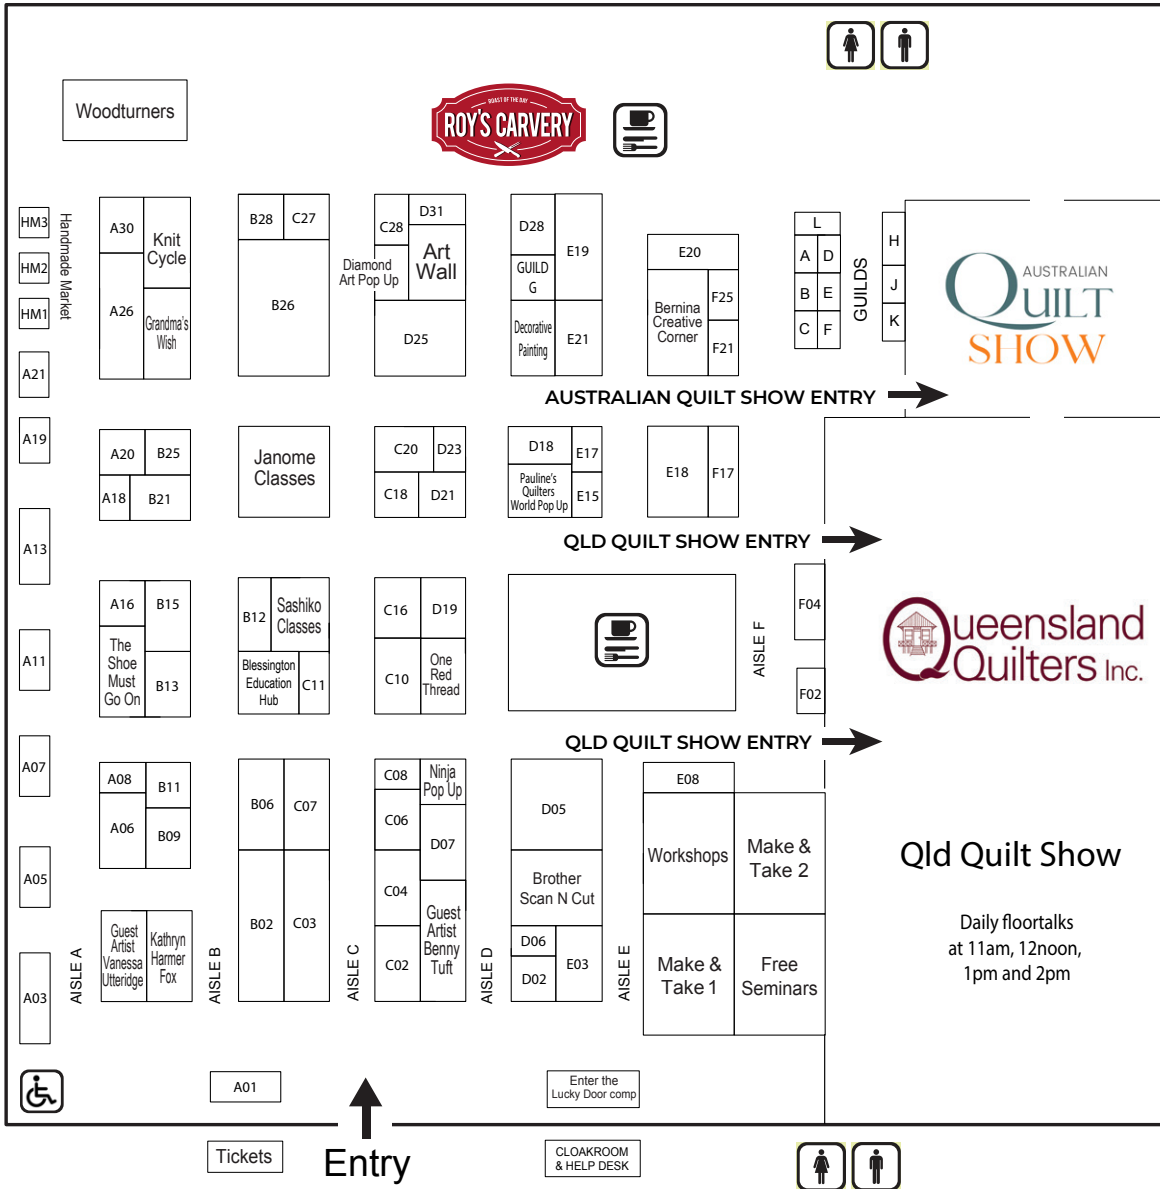 Woodturners
ROAST OF THE DAY
ROY'S CARVERY
HM3
HM2
HM1
Handmade Market
A30
Knit
Cycle
A26
Grandma's
Wish
B28
C27
B26
C28
D31
Diamond
Art Pop Up
Art
Wall
D25
D28
E19
GUILD
G
Decorative
Painting
E21
E20
Bernina
Creative
Corner
F25
F21
L
A
D
B
E
C
F
GUILDS
H
J
K
AUSTRALIAN
QUILT
SHOW
A21
AUSTRALIAN QUILT SHOW ENTRY
A19
A20
B25
A18
B21
Janome
Classes
C20
D23
C18
D21
D18
E17
Pauline's
Quilters
World Pop Up
E15
E18
F17
A13
QLD QUILT SHOW ENTRY
A16
B15
The
Shoe
Must
Go On
B13
B12
Sashiko
Classes
Blessington
Education
Hub
C11
C16
D19
C10
One
Red
Thread
AISLE F
F04
F02
Queensland
Quilters Inc.
A11
QLD QUILT SHOW ENTRY
A07
A08
B11
A06
B09
B06
C07
B02
C03
C08
Ninja
Pop Up
C06
D07
C04
Guest
Artist
Benny
Tuft
C02
D05
Brother
Scan N Cut
D06
E03
D02
E08
Workshops
Make &
Take 2
Make &
Take 1
Free
Seminars
Qld Quilt Show
Daily floortalks
at 11am, 12noon,
1pm and 2pm
A05
A03
AISLE A
Guest
Artist
Vanessa
Utteridge
Kathryn
Harmer
Fox
AISLE B
AISLE C
AISLE D
AISLE E
A01
Enter the
Lucky Door comp
Tickets
Entry
CLOAKROOM
& HELP DESK